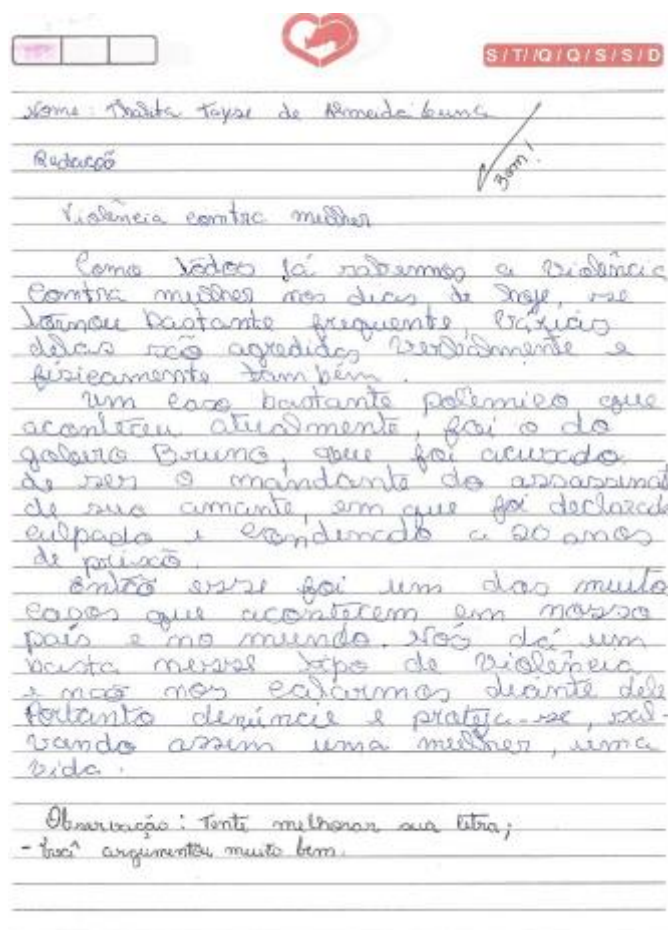 S/T/Q/Q/S/S/D
Nome: Thalita Tayse de Almeida
Redação
Bom!
Violência contra mulher
Como todos já sabemos a violência
contra mulher nos dias de hoje, se
tornou bastante frequente, várias
delas são agredidas verbalmente e
fisicamente também.
Um caso bastante polêmico que
aconteceu atualmente, foi o do
goleiro Bruno, que foi acusado
de ser o mandante do assassinat
de sua amante, em que foi declarado
culpado e condenado a 20 anos
de prisão.
Então esse foi um dos muito
casos que acontecem em nosso
país e no mundo. Nós dá um
basta nesse tipo de violência
e não nos calarmos diante dela
Portanto denúncie e proteja-se, sal-
vando assim uma mulher, uma
vida.
Observação: Tente melhorar sua letra;
- Você argumentou muito bem.